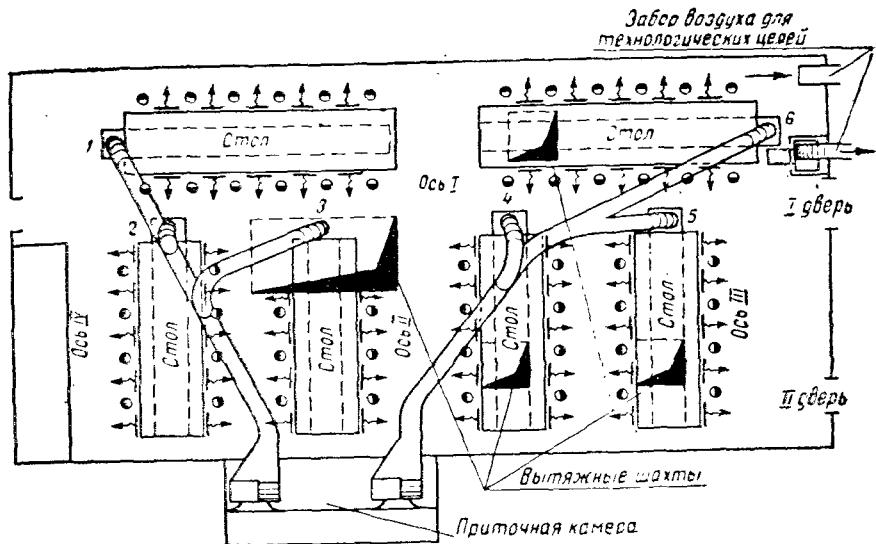 Забор воздуха для
технологических целей
1
Стол
Стол
6
Ось I
I дверь
2
3
4
5
Ось IV
Стол
Стол
Ось II
Стол
Стол
Ось III
II дверь
Вытяжные шахты
Приточная камера